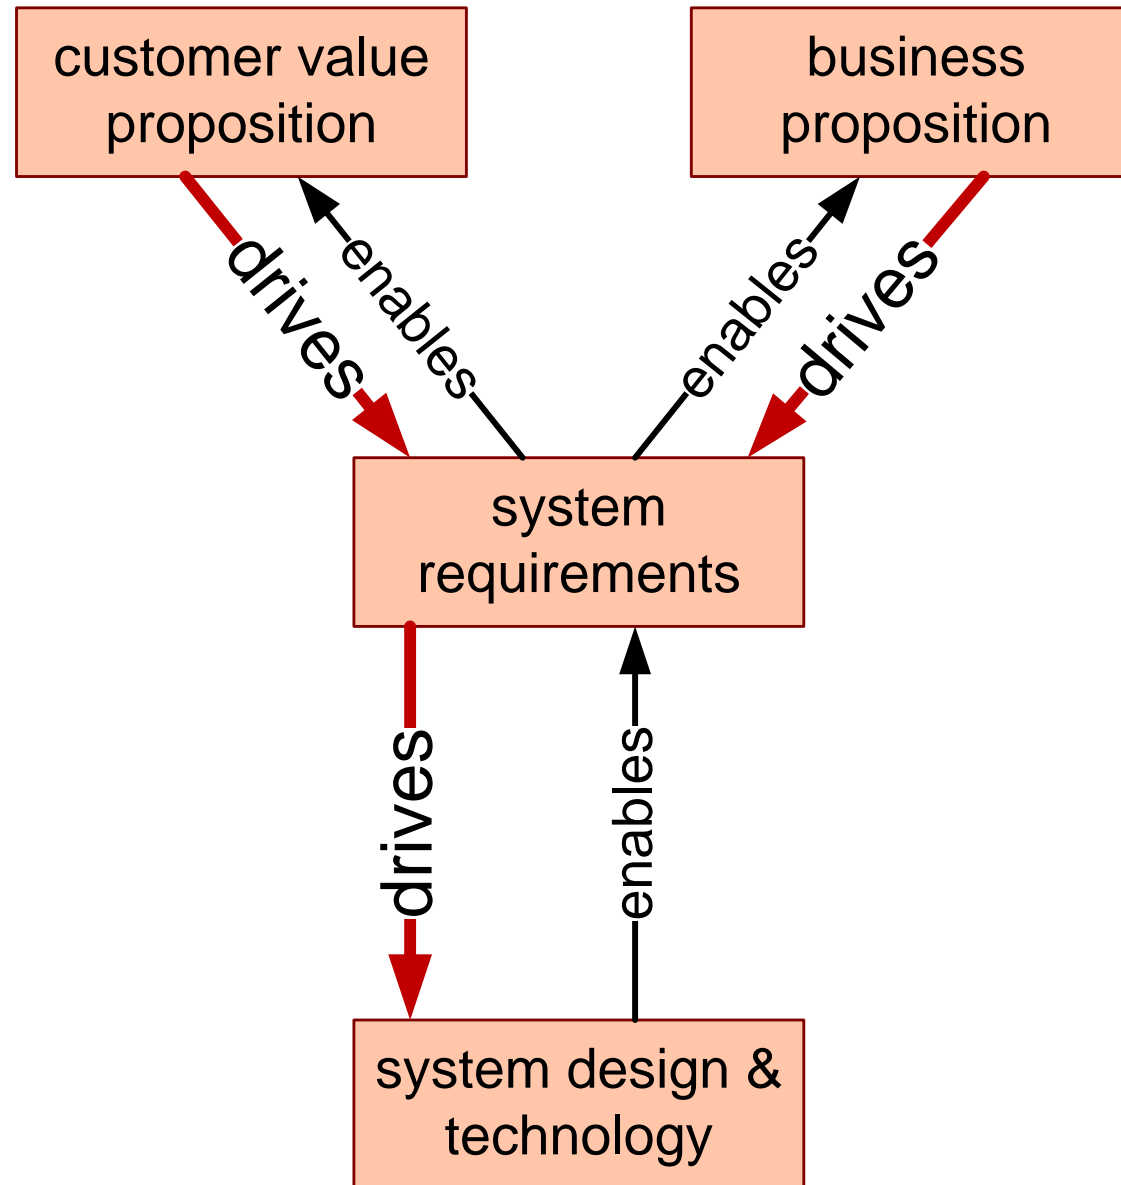 customer value
proposition
business
proposition
drives
enables
enables
drives
system
requirements
drives
enables
system design &
technology